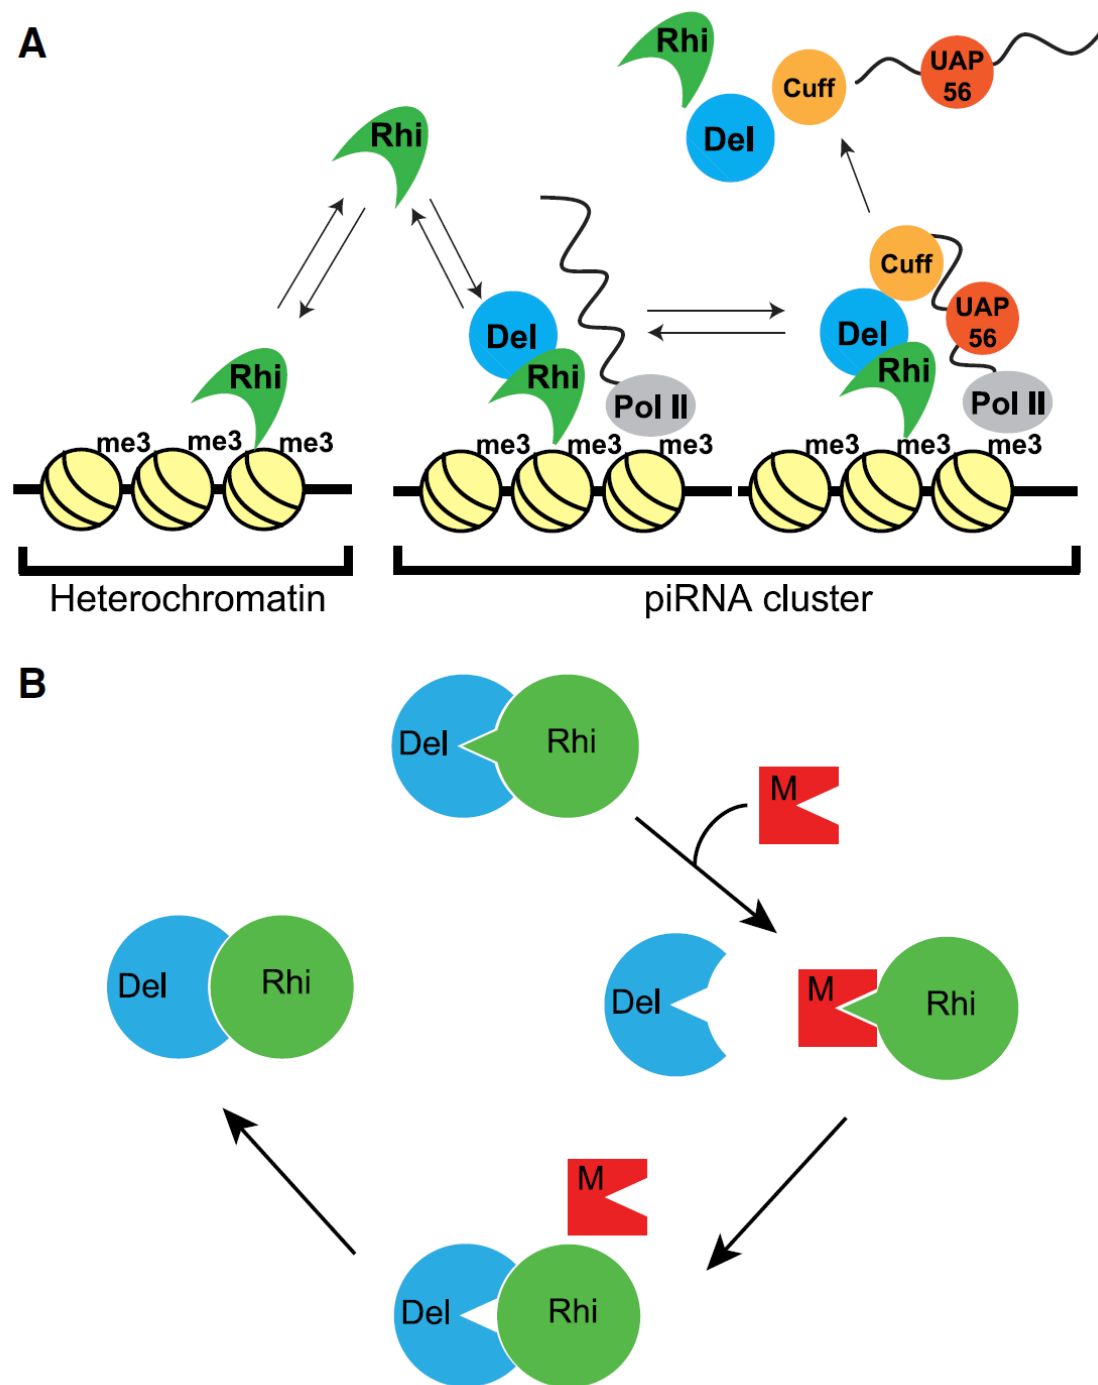 A
Rhi
Cuff
UAP
56
Del
Rhi
Cuff
Del
UAP
56
Rhi
Pol II
Del
Rhi
Pol II
Rhi
me3
me3
me3
me3
me3
me3
me3
me3
me3
Heterochromatin
piRNA cluster
B
Del
Rhi
M
Del
Rhi
Del
M
Rhi
M
Del
Rhi